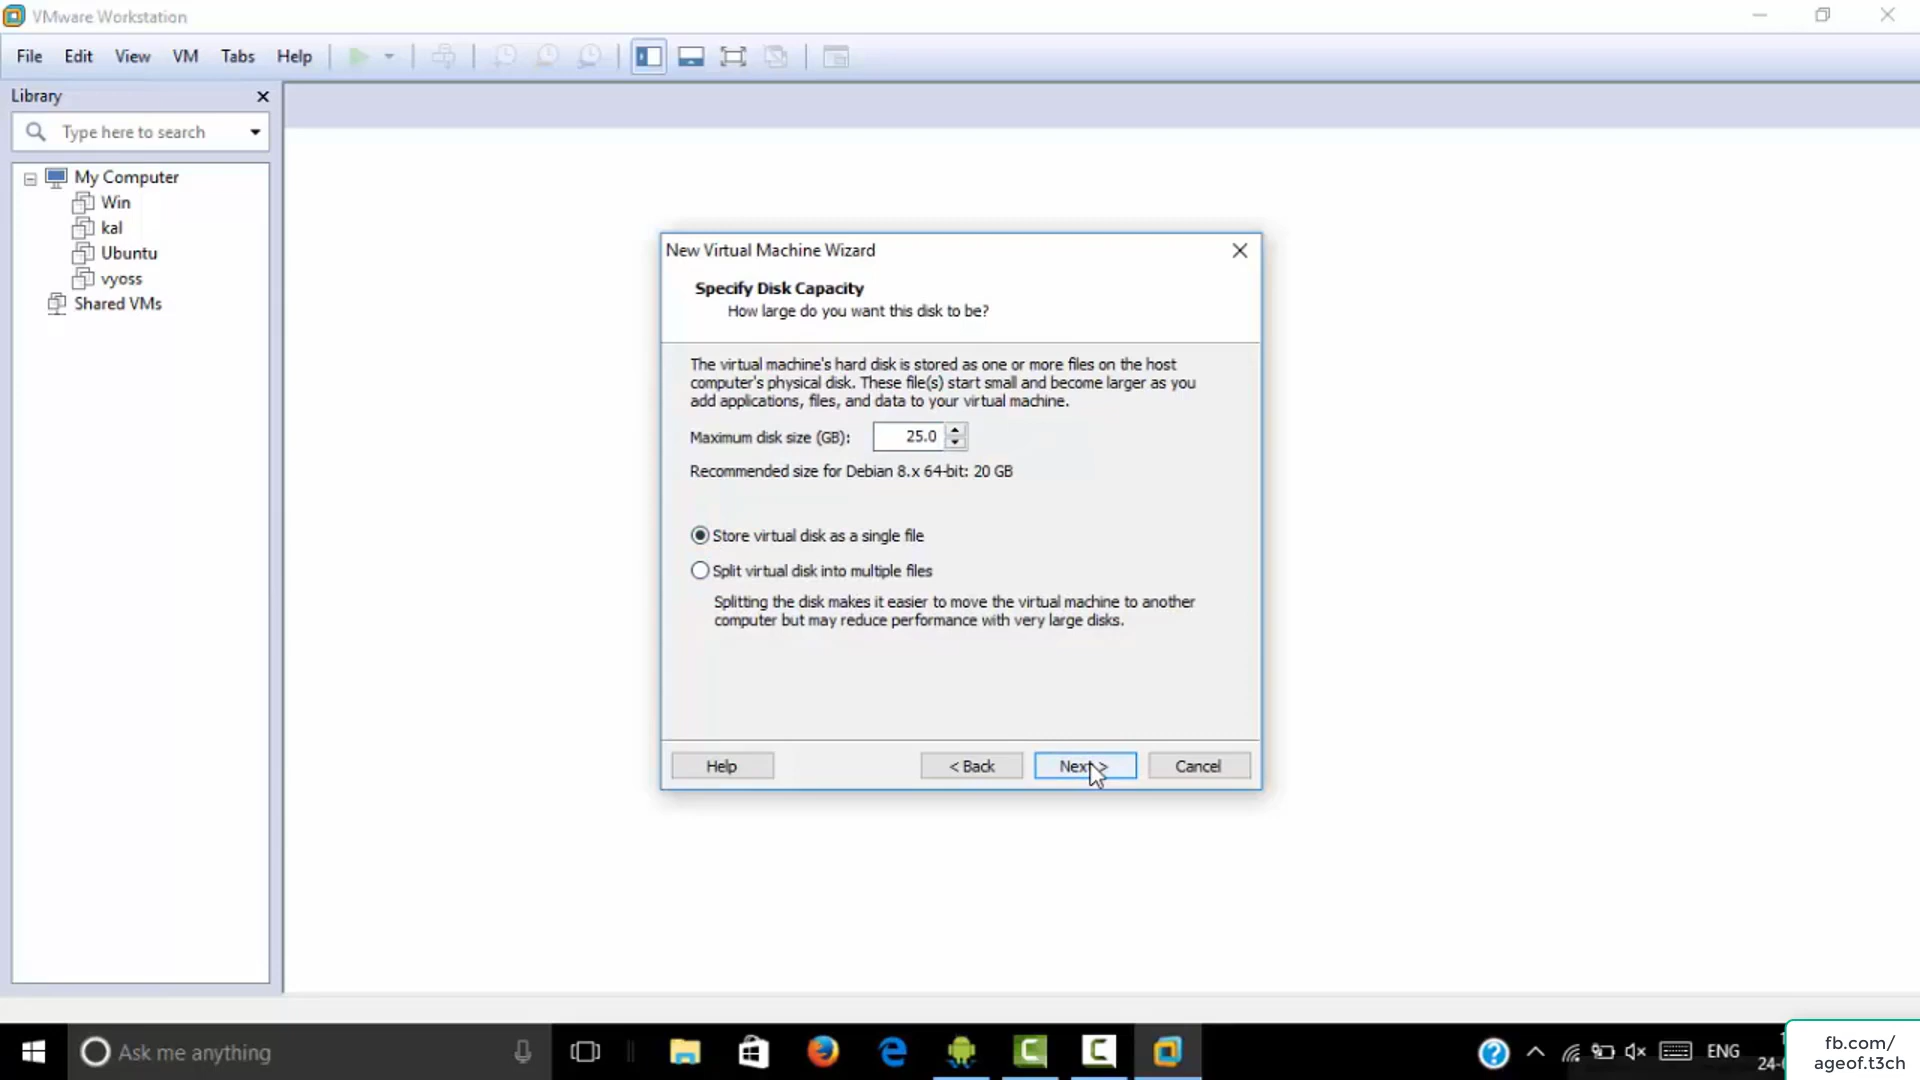 VMware Workstation
File Edit View VM Tabs Help
Library
Type here to search
My Computer
Win
kal
Ubuntu
vyoss
Shared VMs
New Virtual Machine Wizard
Specify Disk Capacity
How large do you want this disk to be?
The virtual machine's hard disk is stored as one or more files on the host
computer's physical disk. These file(s) start small and become larger as you
add applications, files, and data to your virtual machine.
Maximum disk size (GB): 25.0
Recommended size for Debian 8.x 64-bit: 20 GB
Store virtual disk as a single file
Split virtual disk into multiple files
Splitting the disk makes it easier to move the virtual machine to another
computer but may reduce performance with very large disks.
Help < Back Next > Cancel
Ask me anything
ENG
fb.com/
ageof.t3ch